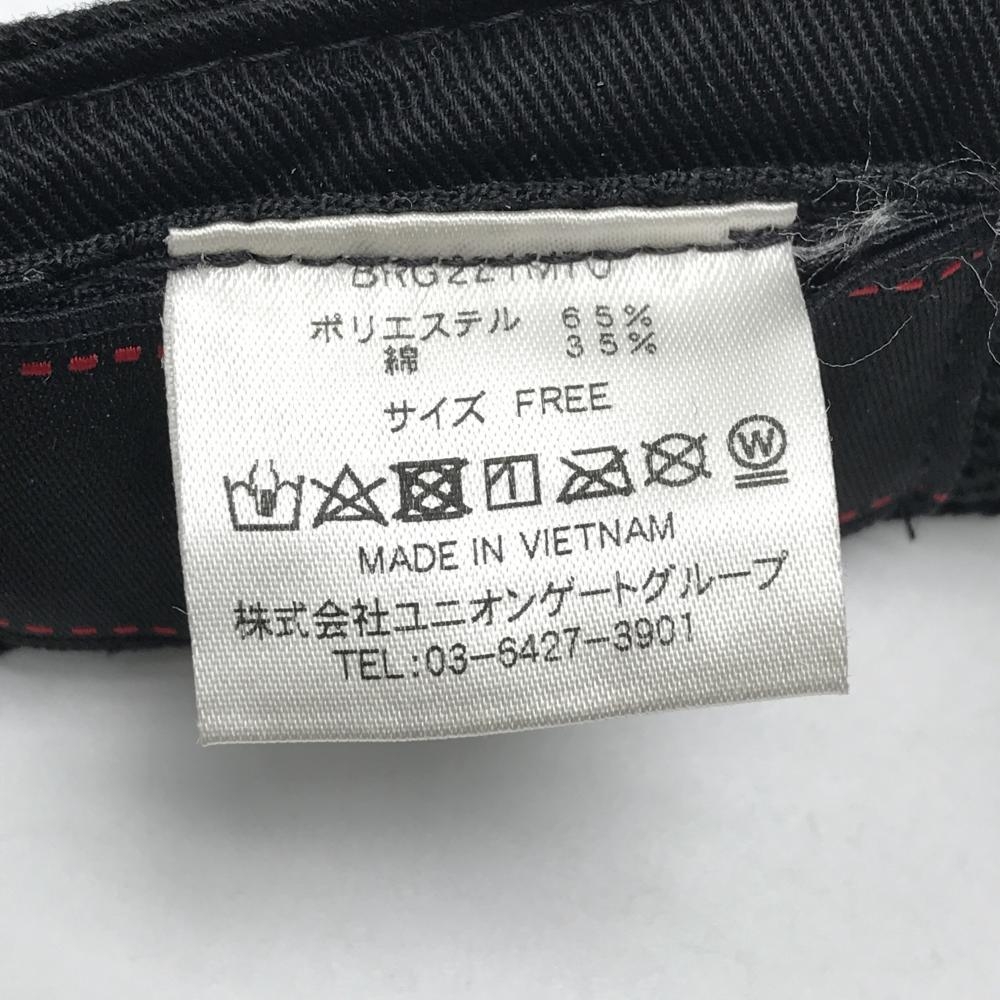 BRG221M10
ポリエステル 65%
綿 35%
サイズ FREE
W
MADE IN VIETNAM
株式会社ユニオンゲートグループ
TEL:03-6427-3901